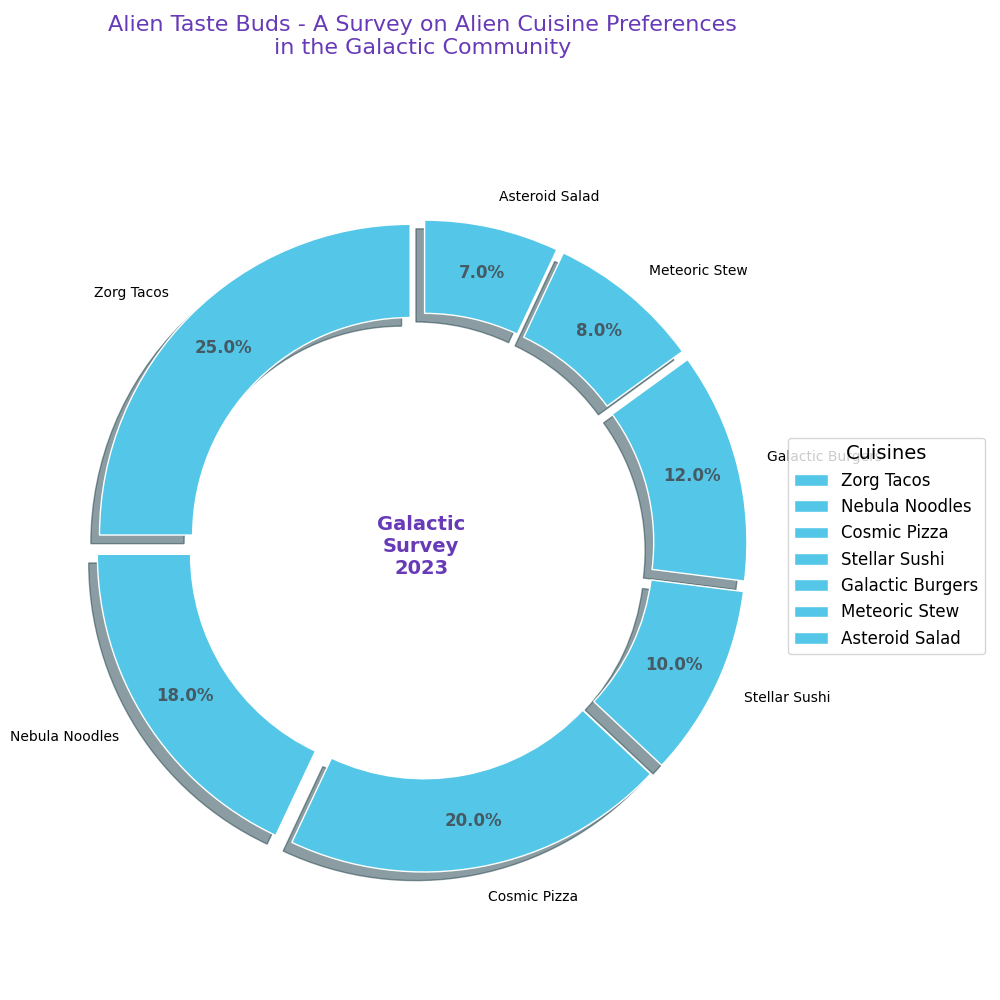 Alien Taste Buds - A Survey on Alien Cuisine Preferences
in the Galactic Community
Asteroid Salad
Meteoric Stew
Zorg Tacos
Galactic Burgers
Stellar Sushi
Nebula Noodles
Cosmic Pizza
7.0%
8.0%
25.0%
12.0%
10.0%
18.0%
20.0%
Galactic
Survey
2023
Cuisines
Zorg Tacos
Nebula Noodles
Cosmic Pizza
Stellar Sushi
Galactic Burgers
Meteoric Stew
Asteroid Salad